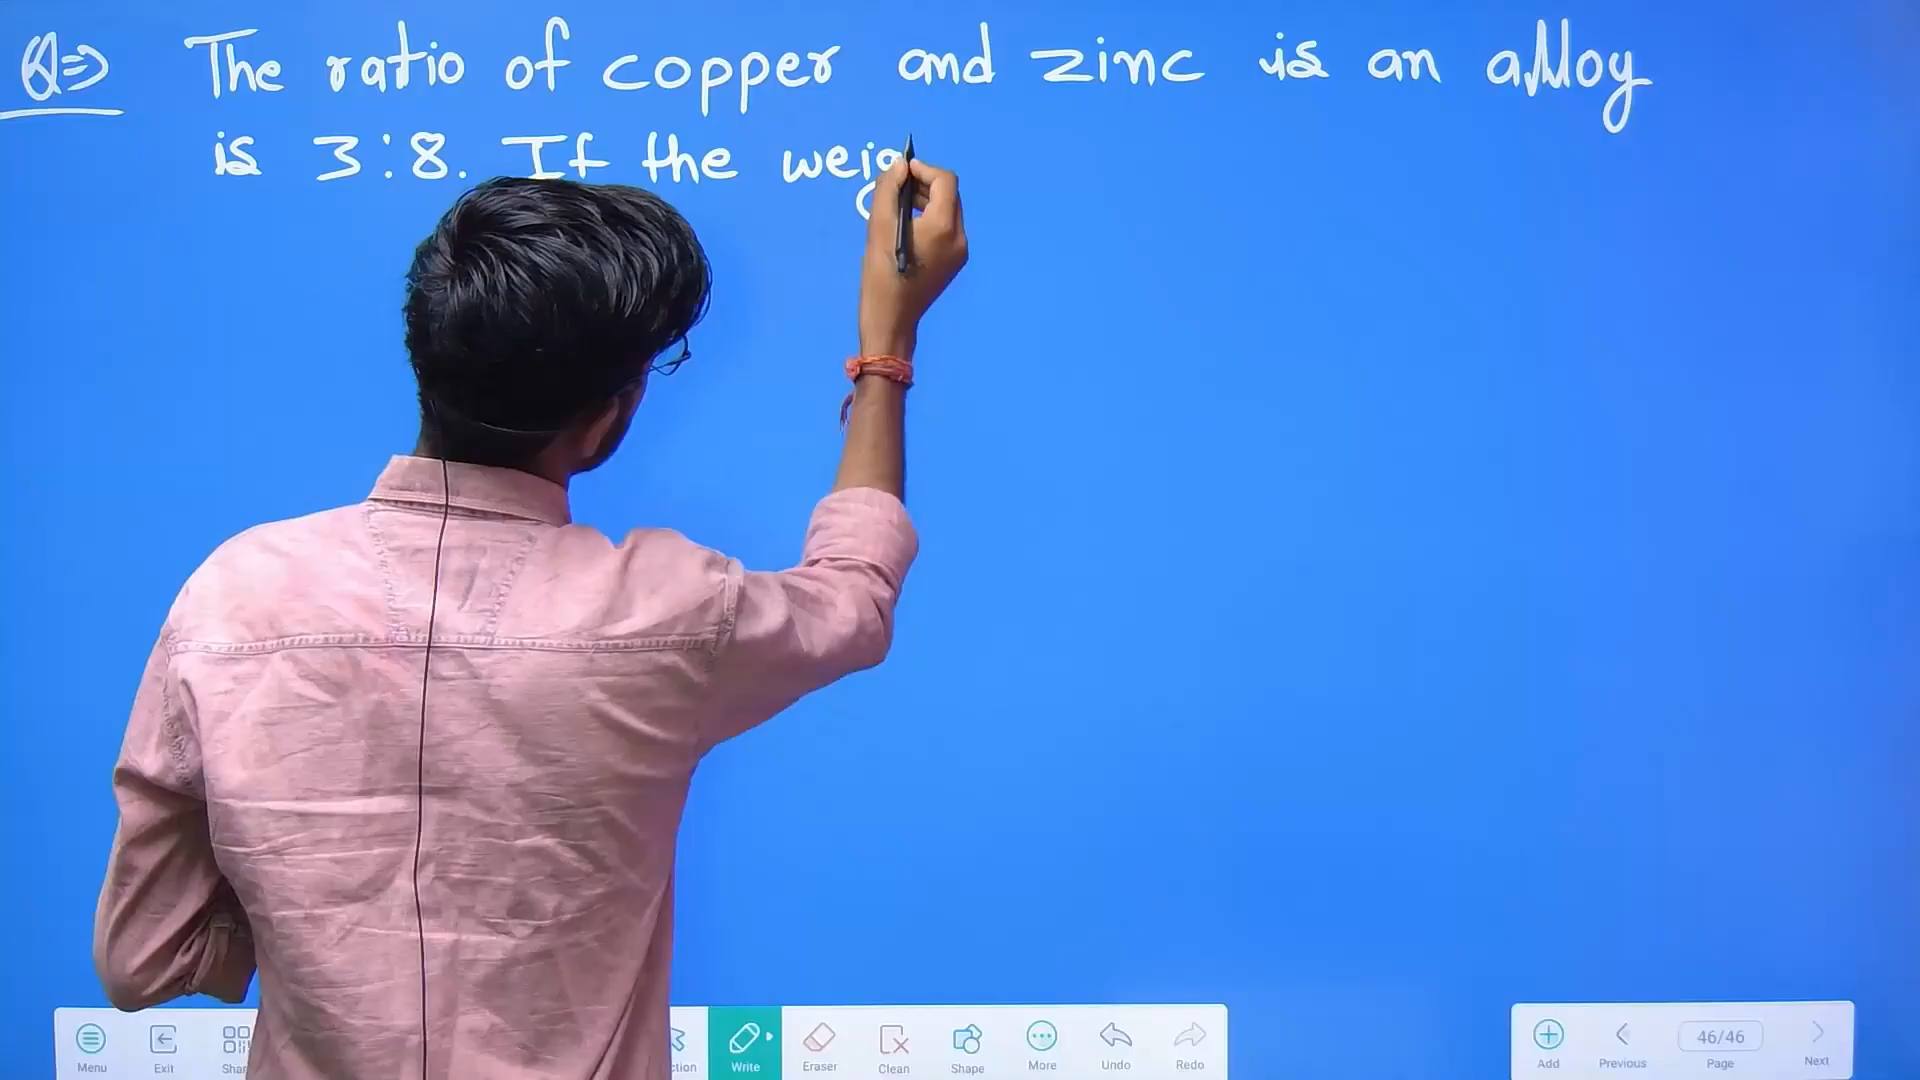 Q⇒ The ratio of copper and zinc is an alloy
is 3:8. If the weig
Menu Exit Write Eraser Clean Shape More Undo Redo Add Previous 46/46 Page Next